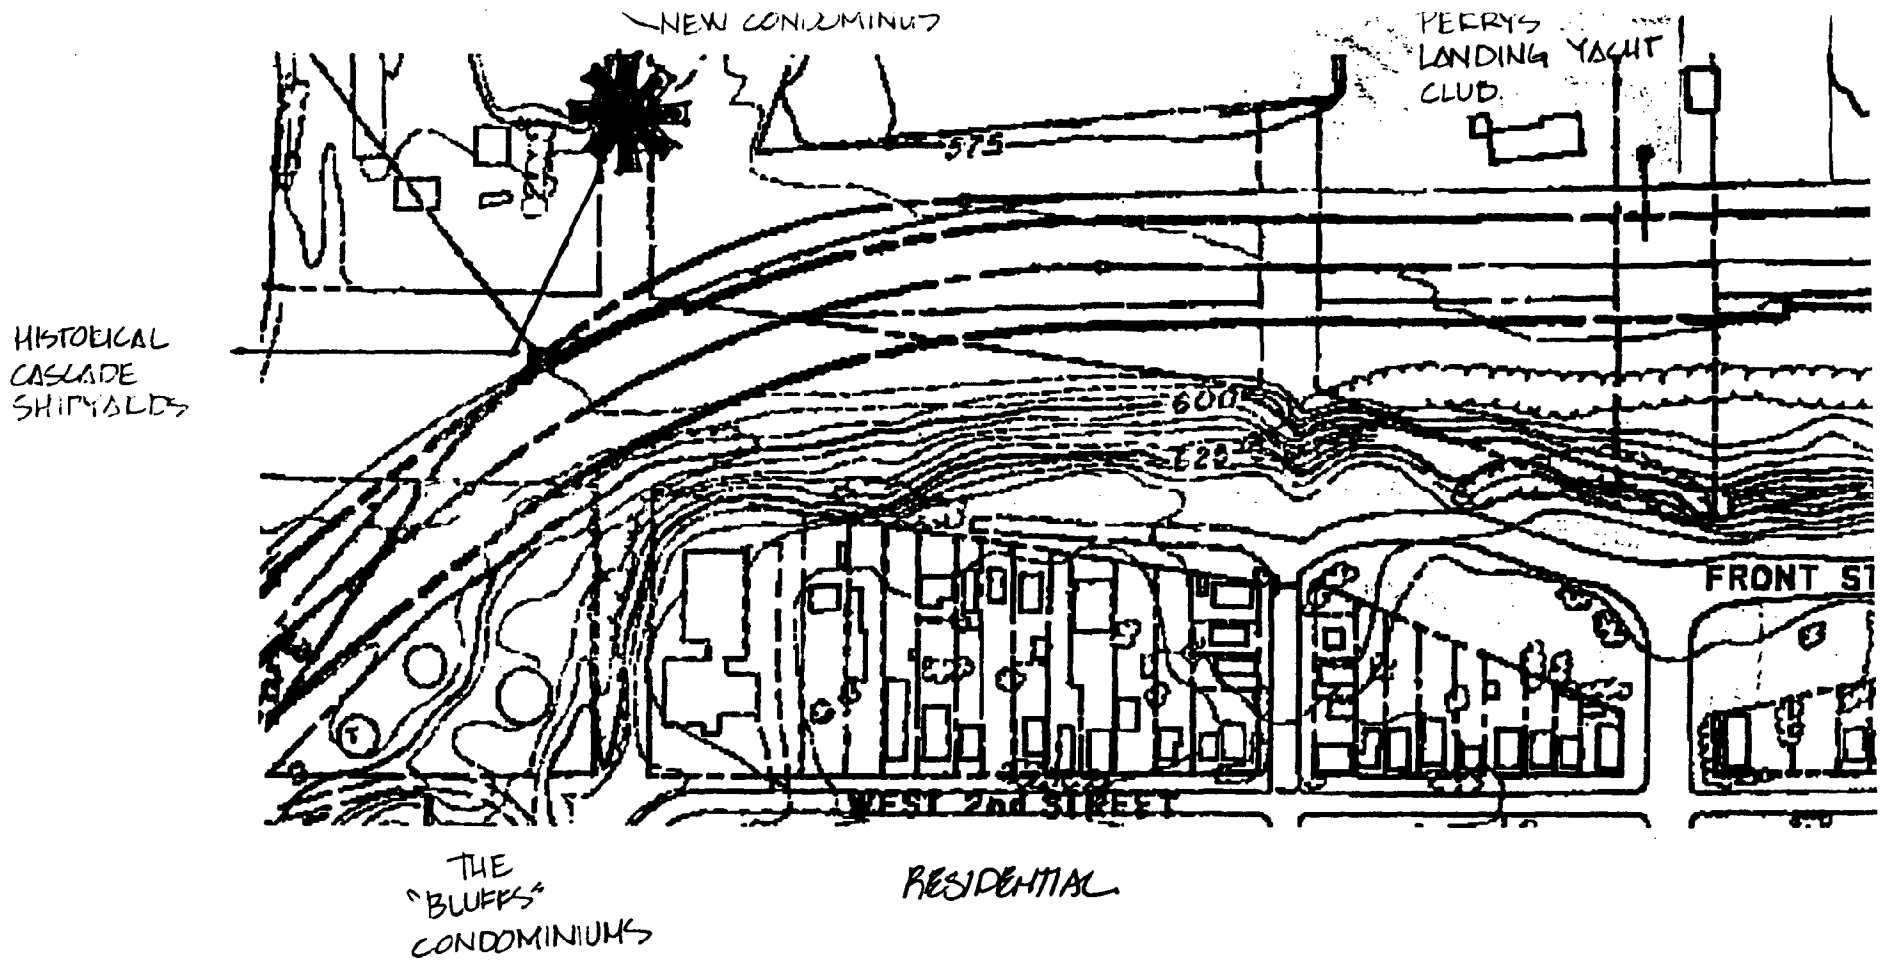 NEW CONDOMINUS
PERRYS
LANDING YACHT
CLUB
575
HISTORICAL
CASCADE
SHIPYARDS
600
620
FRONT ST
T
WEST 2nd STREET
THE
"BLUFFS"
CONDOMINIUMS
RESIDENTIAL